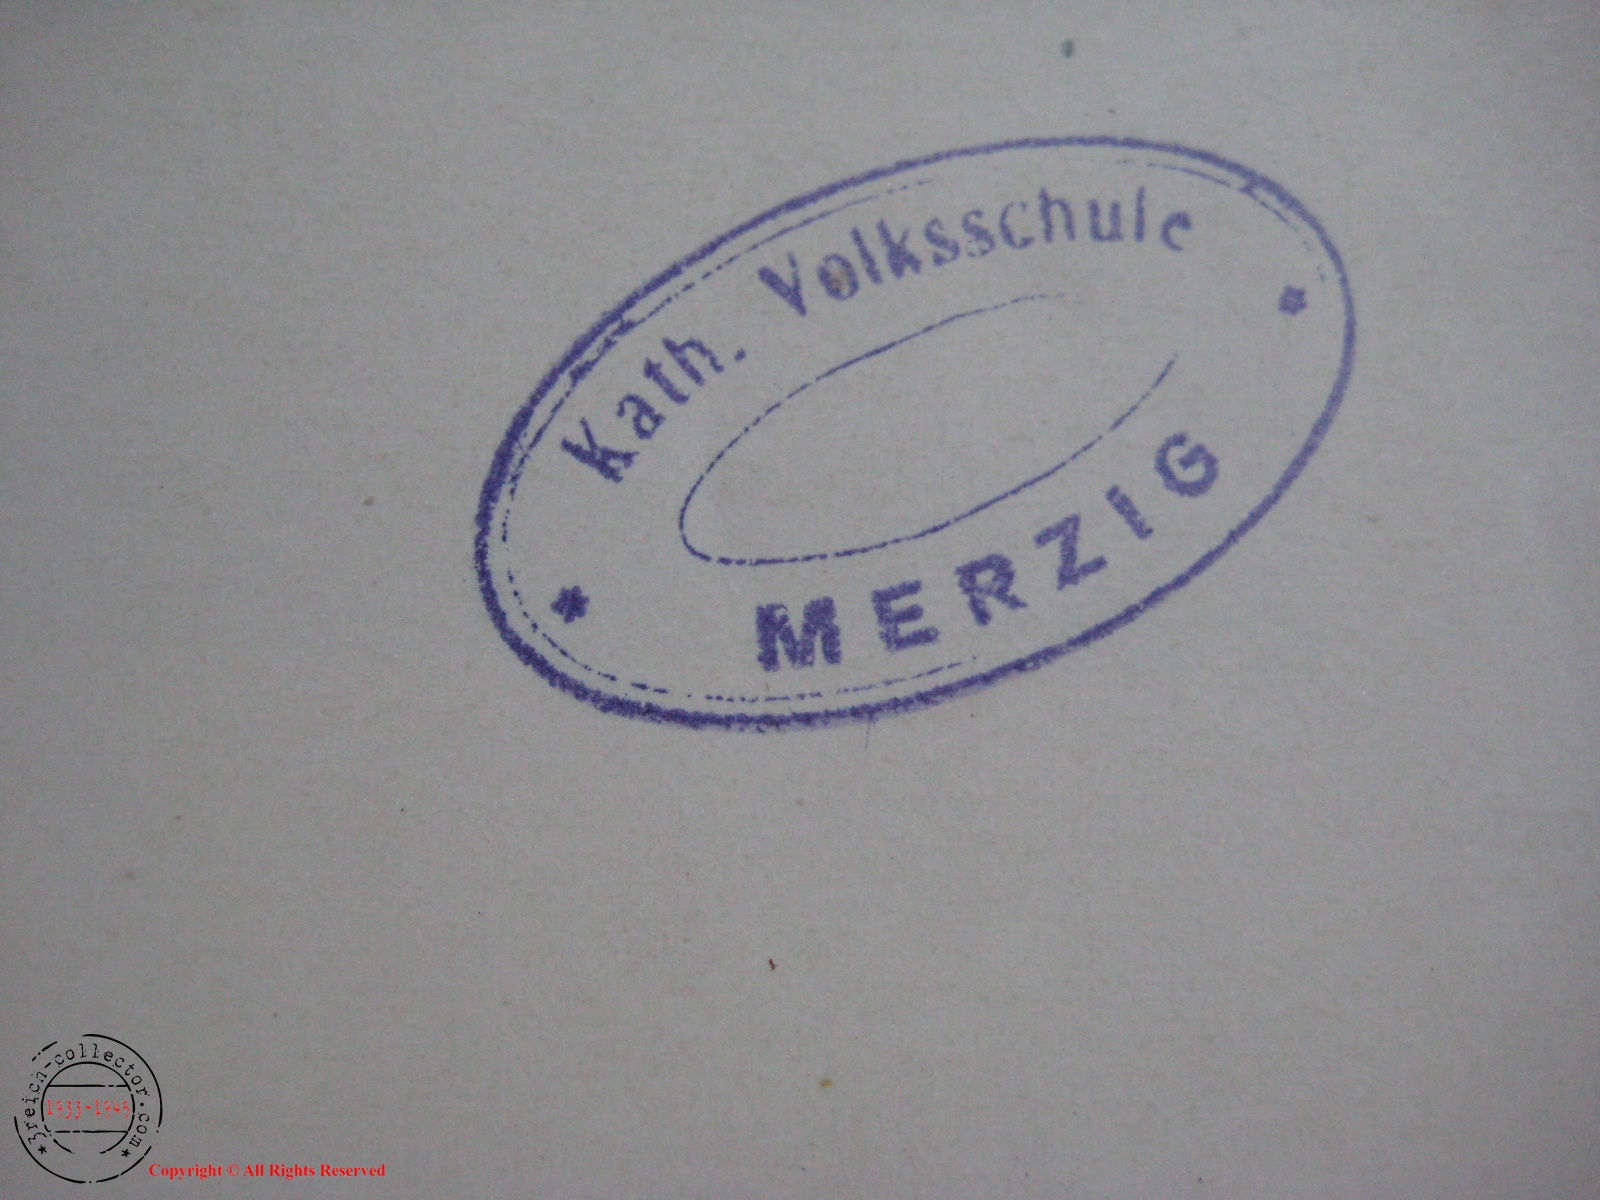 Kath. Volksschule
MERZIG
3reich-collector.com
1933-1945
Copyright © All Rights Reserved